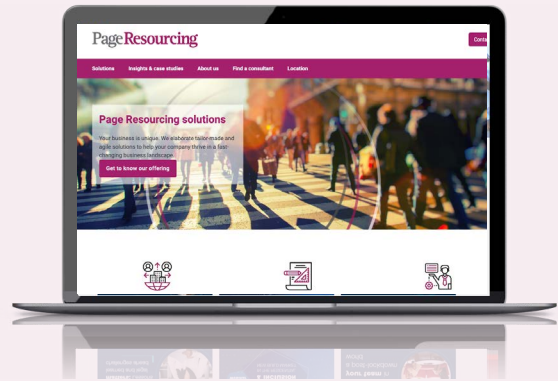 PageResourcing
Conta
Solutions Insights & case studies About us Find a consultant Location
Page Resourcing solutions
Your business is unique. We elaborate tailor-made and
agile solutions to help your company thrive in a fast-
changing business landscape.
Get to know our offering